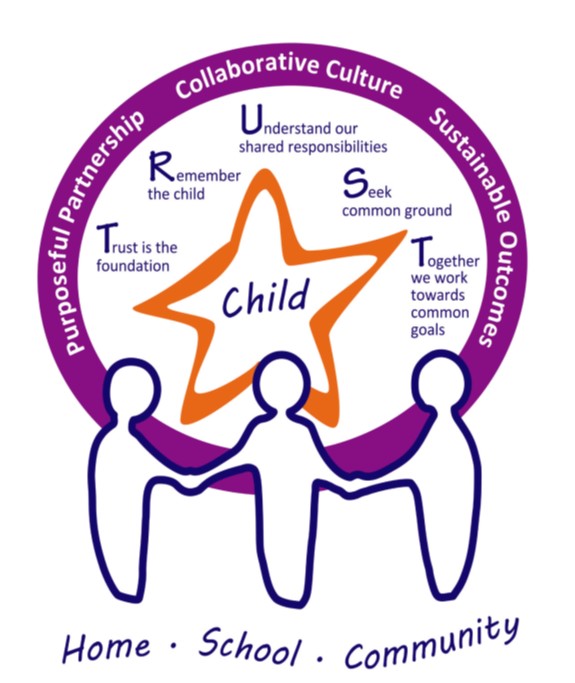 Purposeful Partnership
Collaborative Culture
Sustainable Outcomes
Trust is the
foundation
Remember
the child
Understand our
shared responsibilities
Seek
common ground
Together
we work
towards
common
goals
Child
Home · School · Community